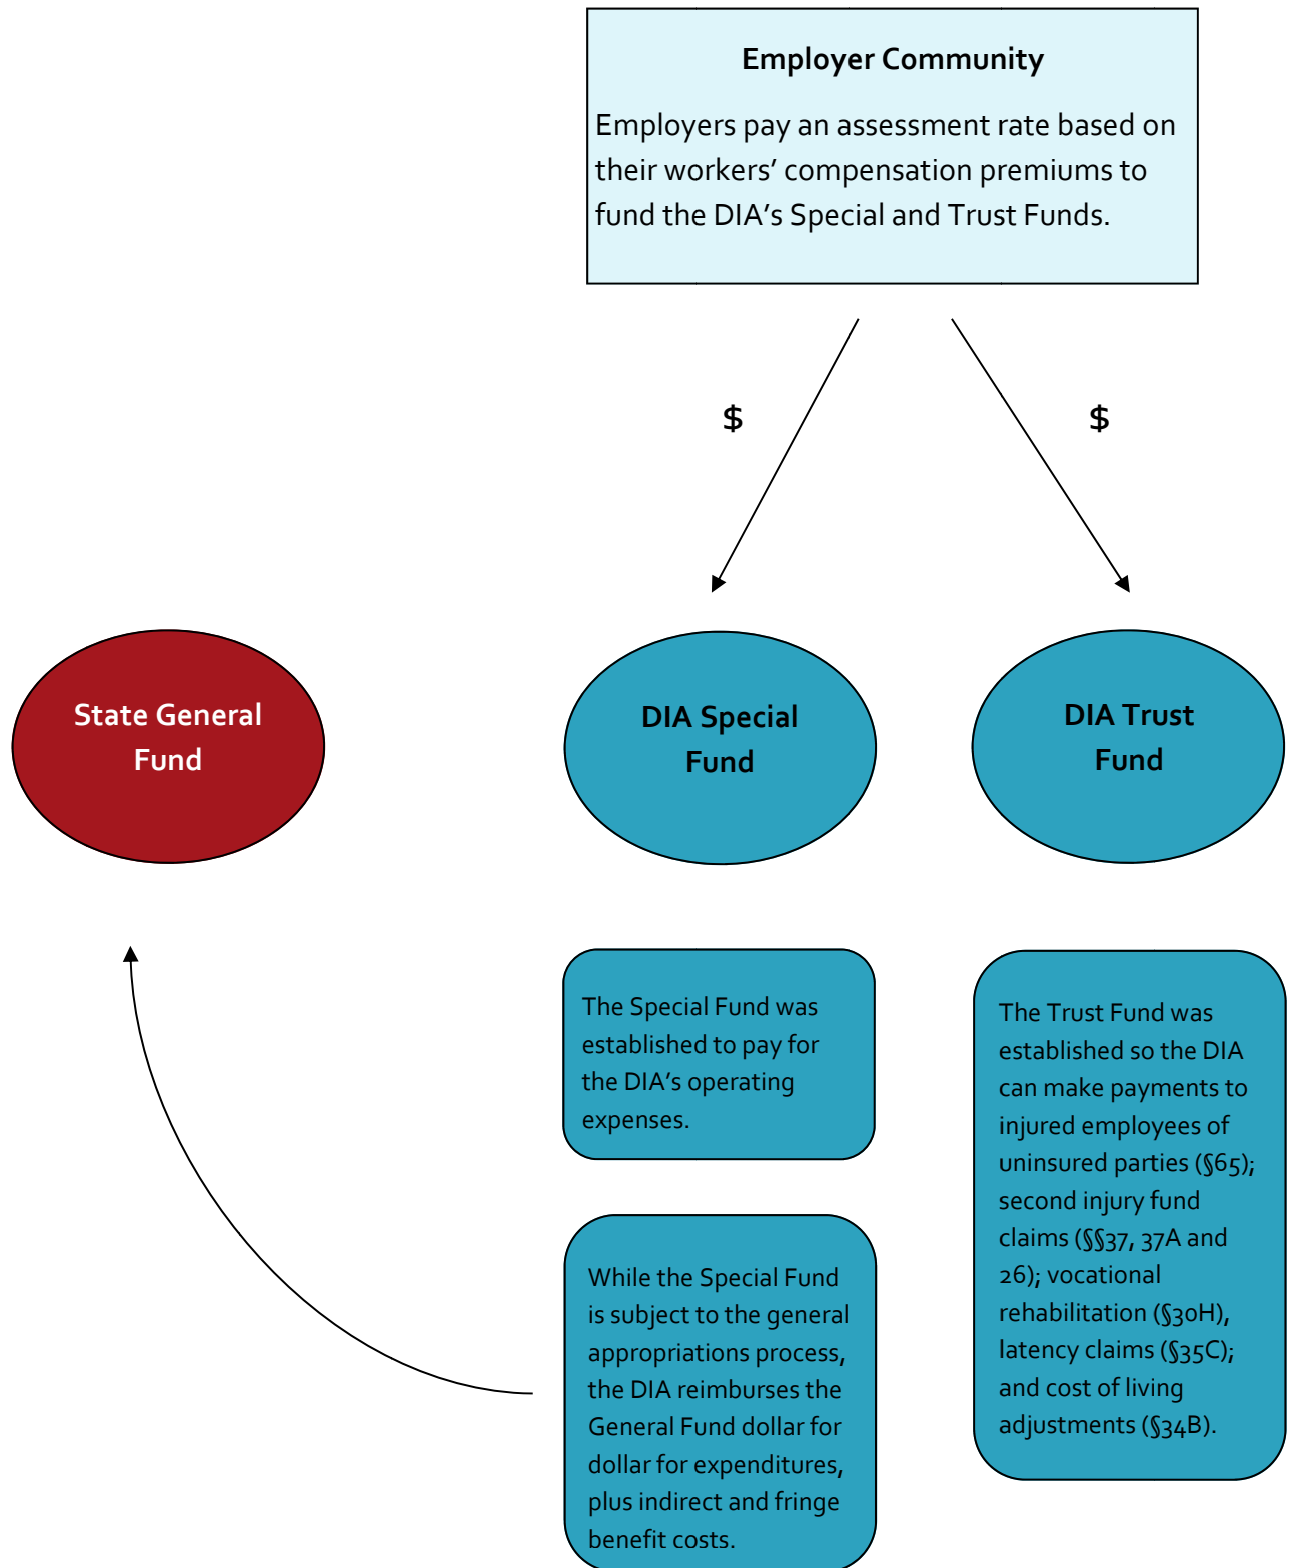 Employer Community
Employers pay an assessment rate based on
their workers’ compensation premiums to
fund the DIA’s Special and Trust Funds.
$
$
State General
Fund
DIA Special
Fund
DIA Trust
Fund
The Special Fund was
established to pay for
the DIA’s operating
expenses.
While the Special Fund
is subject to the general
appropriations process,
the DIA reimburses the
General Fund dollar for
dollar for expenditures,
plus indirect and fringe
benefit costs.
The Trust Fund was
established so the DIA
can make payments to
injured employees of
uninsured parties (§65);
second injury fund
claims (§§37, 37A and
26); vocational
rehabilitation (§30H),
latency claims (§35C);
and cost of living
adjustments (§34B).